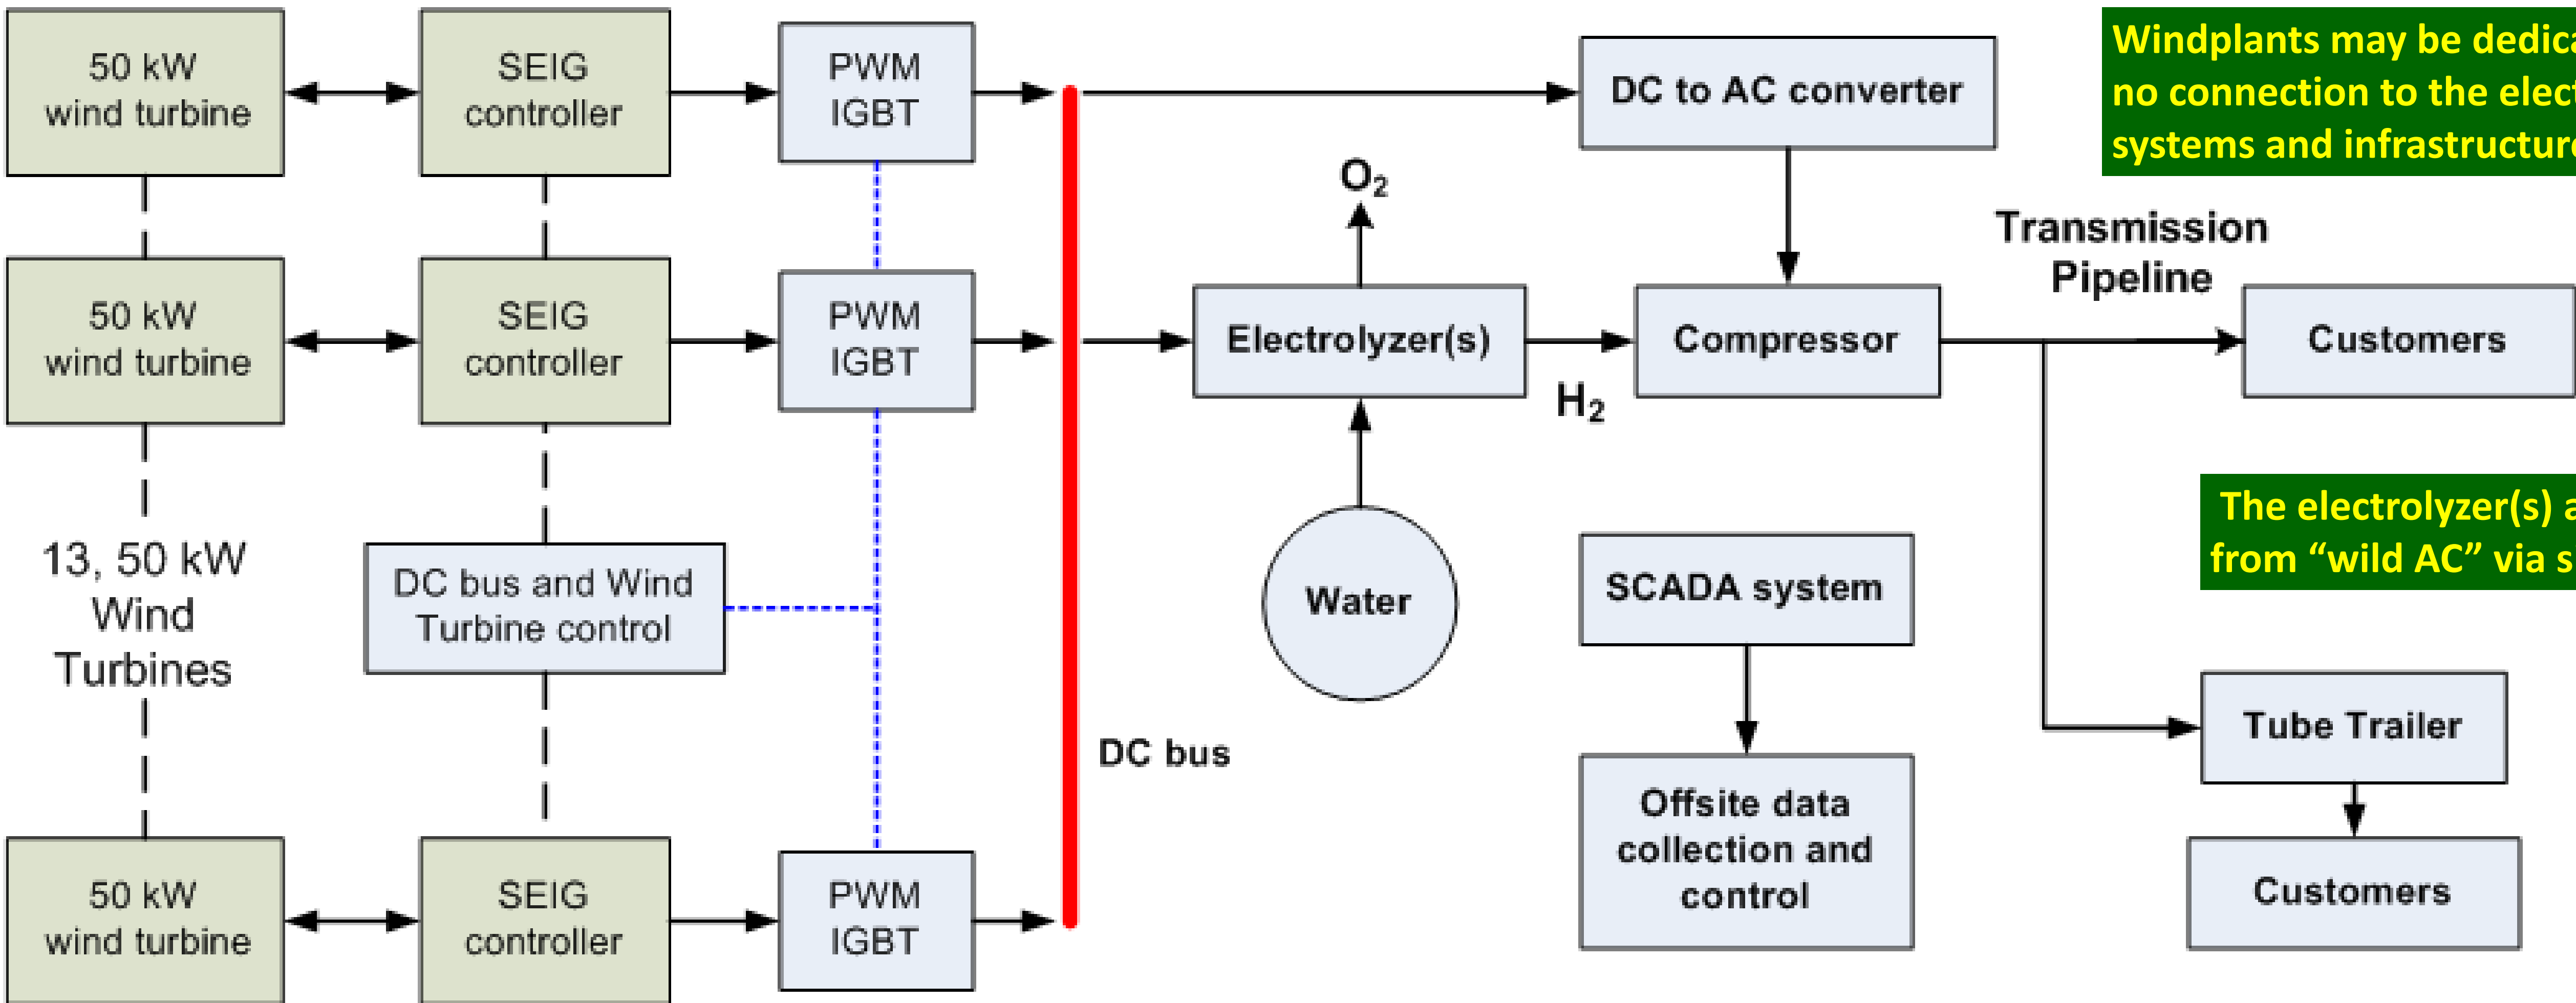 50 kW
wind turbine
SEIG
controller
PWM
IGBT
DC to AC converter
Windplants may be
no connection to the
systems and
O₂
Transmission
Pipeline
50 kW
wind turbine
SEIG
controller
PWM
IGBT
Electrolyzer(s)
H₂
Compressor
Customers
13, 50 kW
Wind
Turbines
DC bus and Wind
Turbine control
Water
SCADA system
The electrolyzer(s)
from “wild AC” via
DC bus
Tube Trailer
Offsite data
collection and
control
Customers
50 kW
wind turbine
SEIG
controller
PWM
IGBT